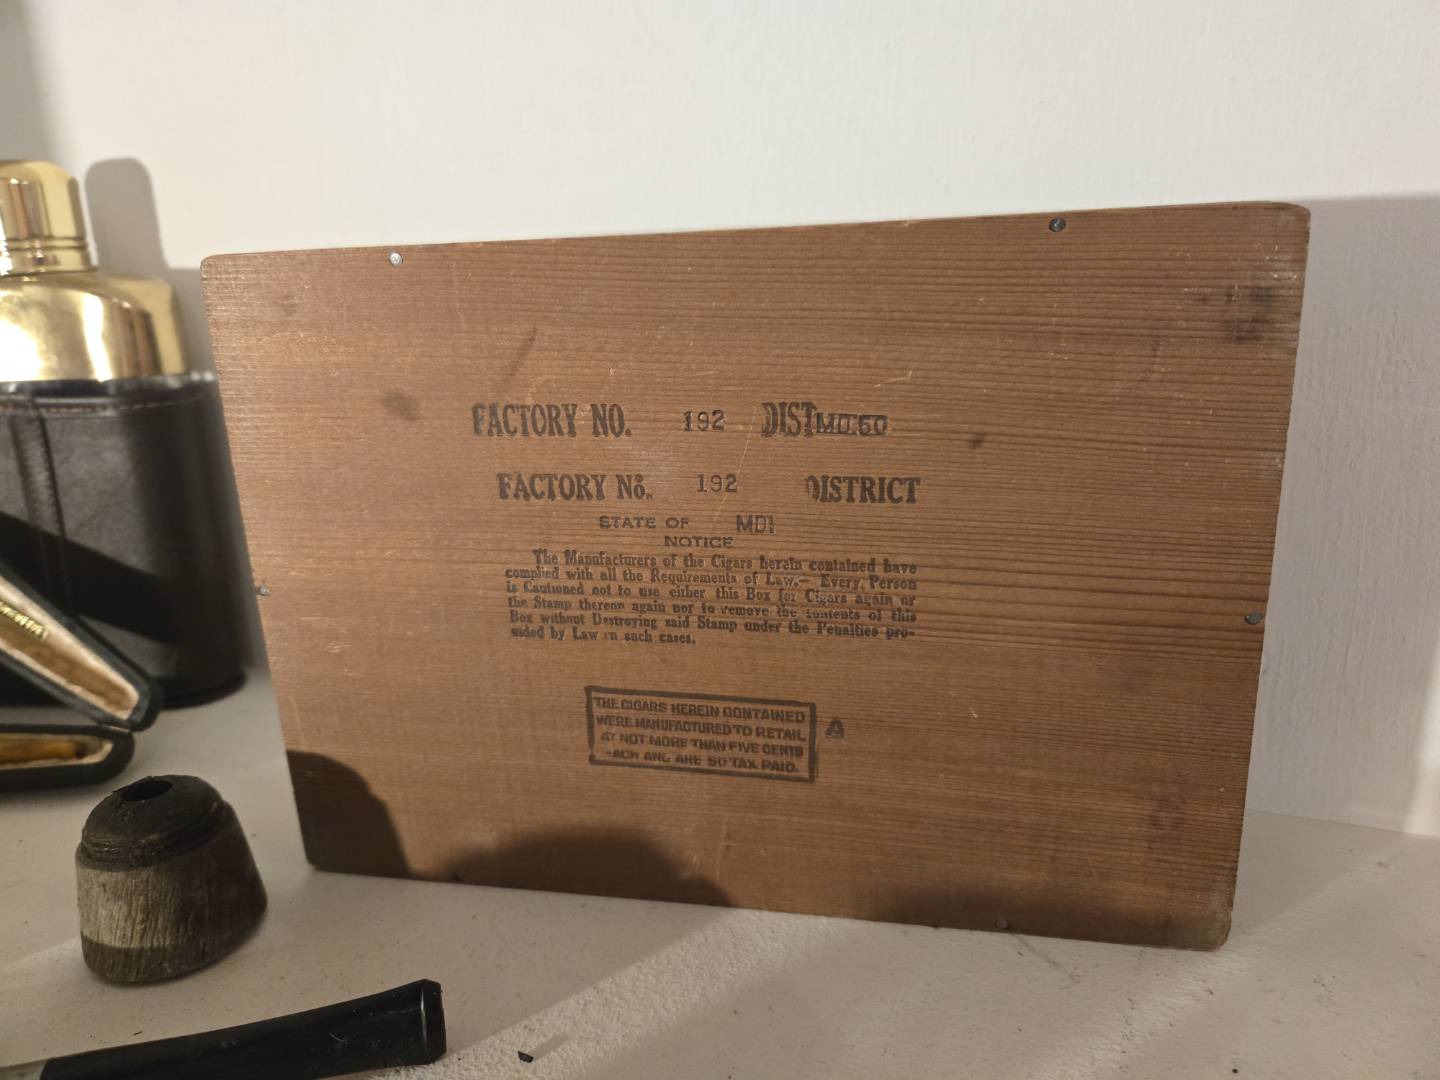 FACTORY NO. 192 DIST MD. 50
FACTORY No. 192 DISTRICT
STATE OF MD.
NOTICE
The Manufacturers of the Cigars herein contained have
complied with all the Requirements of Law.— Every Person
is Cautioned not to use either this Box for Cigars again or
the Stamp thereon again nor to remove the contents of this
Box without Destroying said Stamp under the Penalties pro-
vided by Law in such cases.
THE CIGARS HEREIN CONTAINED
WERE MANUFACTURED TO RETAIL
AT NOT MORE THAN FIVE CENTS
EACH AND ARE SO TAX PAID.
A